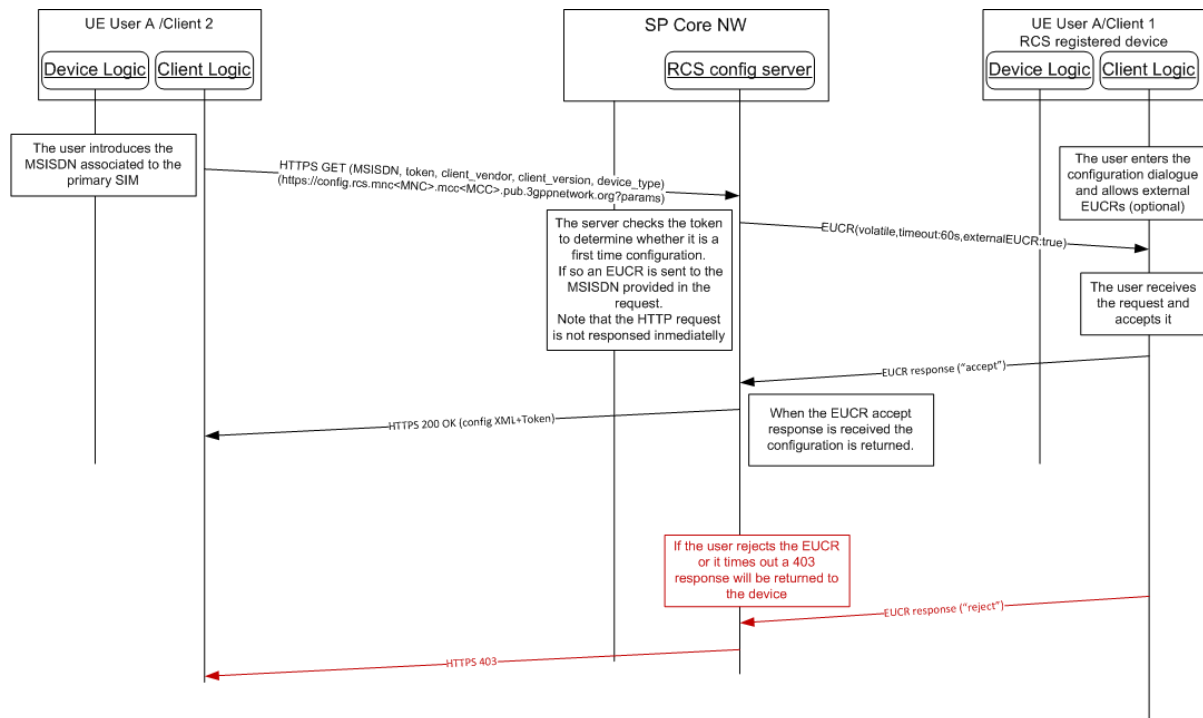 UE User A /Client 2
Device Logic
Client Logic
SP Core NW
RCS config server
UE User A/Client 1
RCS registered device
Device Logic
Client Logic
The user introduces the
MSISDN associated to the
primary SIM
HTTPS GET (MSISDN, token, client_vendor, client_version, device_type)
(https://config.rcs.mnc<MNC>.mcc<MCC>.pub.3gppnetwork.org?params)
The user enters the
configuration dialogue
and allows external
EUCRs (optional)
The server checks the token
to determine whether it is a
first time configuration.
If so an EUCR is sent to the
MSISDN provided in the
request.
Note that the HTTP request
is not responsed inmediatelly
EUCR(volatile,timeout:60s,externalEUCR:true)
The user receives
the request and
accepts it
EUCR response (“accept”)
HTTPS 200 OK (config XML+Token)
When the EUCR accept
response is received the
configuration is returned.
If the user rejects the EUCR
or it times out a 403
response will be returned to
the device
EUCR response (“reject”)
HTTPS 403